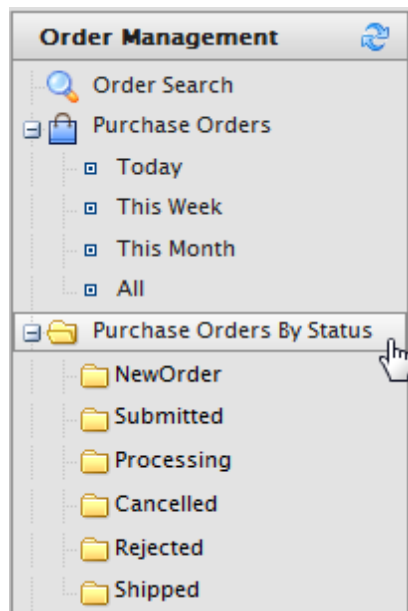 Order Management
Order Search
Purchase Orders
Today
This Week
This Month
All
Purchase Orders By Status
NewOrder
Submitted
Processing
Cancelled
Rejected
Shipped